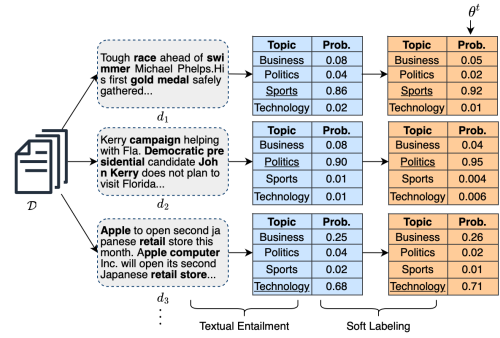 θᵗ
Tough race ahead of swi
mmer Michael Phelps.Hi
s first gold medal safely
gathered...
d₁
Topic Prob.
Business 0.08
Politics 0.04
Sports 0.86
Technology 0.02
Topic Prob.
Business 0.05
Politics 0.02
Sports 0.92
Technology 0.01
𝒟
Kerry campaign helping
with Fla. Democratic pre
sidential candidate Joh
n Kerry does not plan to
visit Florida...
d₂
Topic Prob.
Business 0.08
Politics 0.90
Sports 0.01
Technology 0.01
Topic Prob.
Business 0.04
Politics 0.95
Sports 0.004
Technology 0.006
Apple to open second ja
panese retail store this
month. Apple computer
Inc. will open its second
Japanese retail store...
d₃
Topic Prob.
Business 0.25
Politics 0.04
Sports 0.02
Technology 0.68
Topic Prob.
Business 0.26
Politics 0.02
Sports 0.01
Technology 0.71
Textual Entailment
Soft Labeling